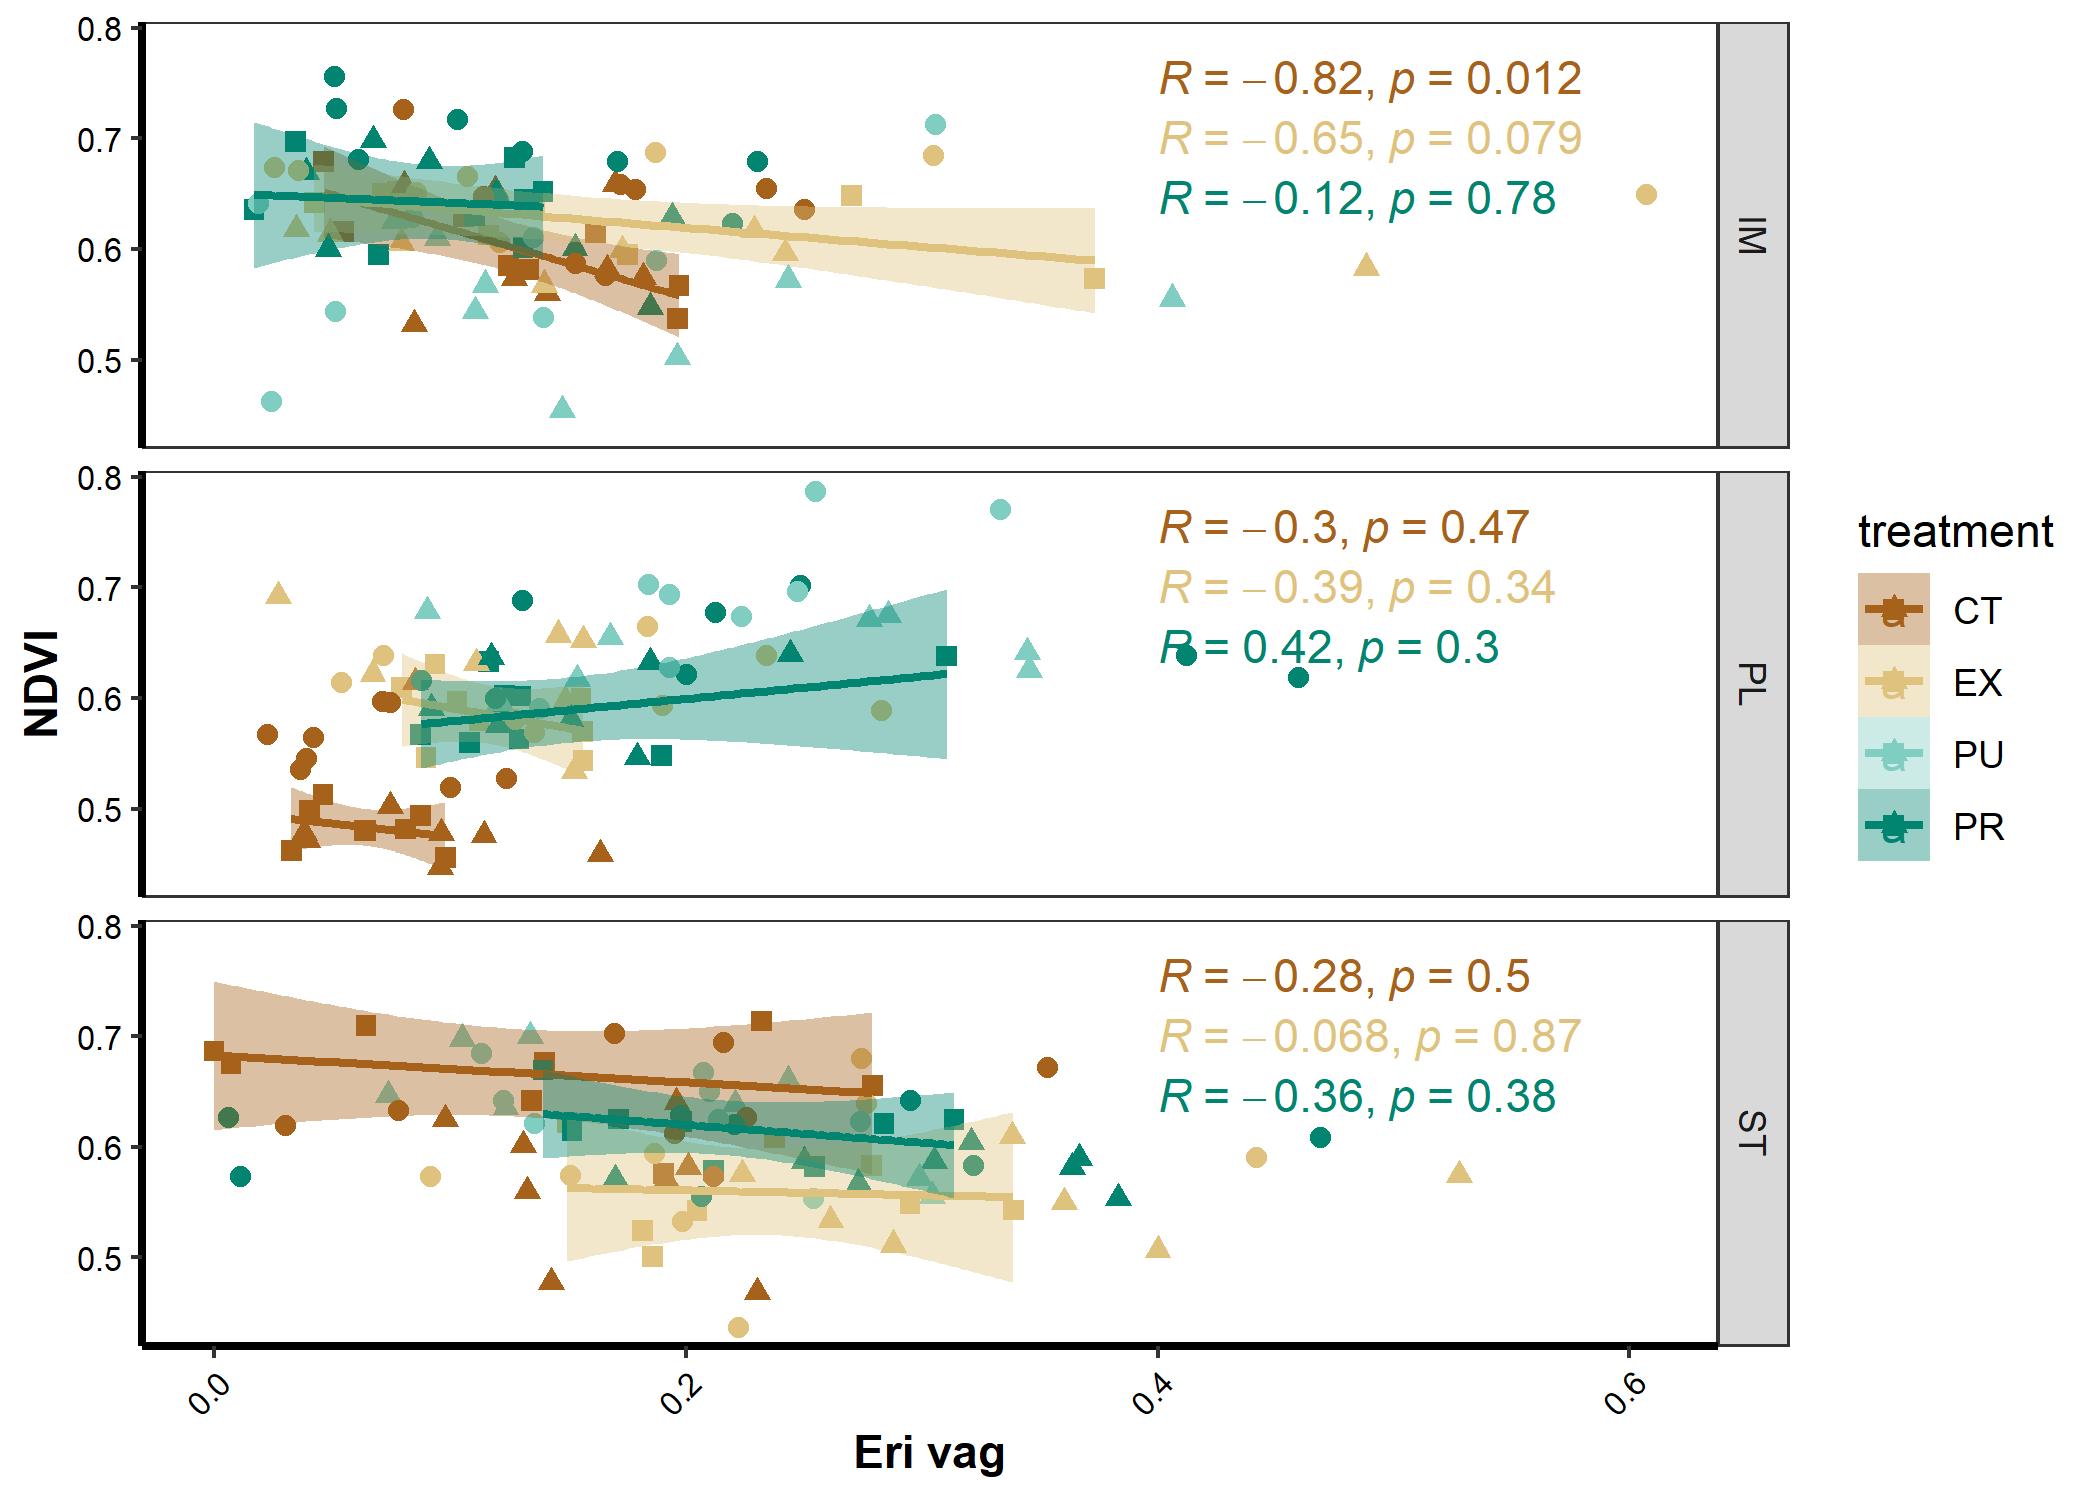 0.8
0.7
0.6
0.5
R = −0.82, p = 0.012
R = −0.65, p = 0.079
R = −0.12, p = 0.78
IM
0.8
0.7
0.6
0.5
R = −0.3, p = 0.47
R = −0.39, p = 0.34
R = 0.42, p = 0.3
PL
0.8
0.7
0.6
0.5
R = −0.28, p = 0.5
R = −0.068, p = 0.87
R = −0.36, p = 0.38
ST
NDVI
0.0
0.2
0.4
0.6
Eri vag
treatment
a CT
a EX
a PU
a PR